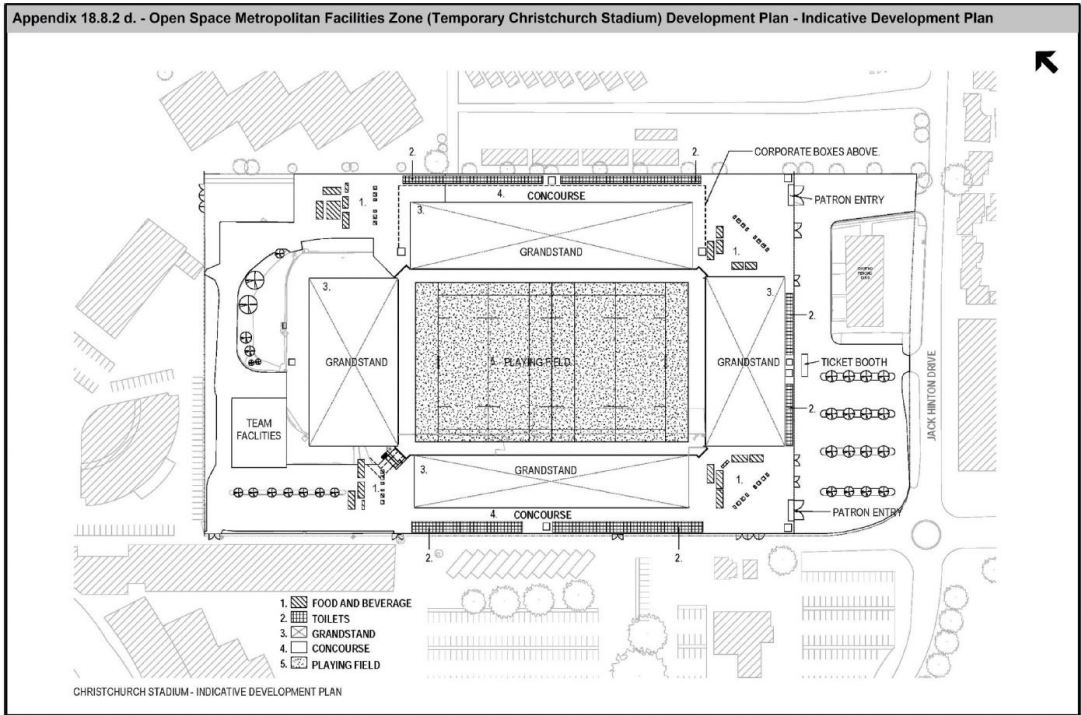 Appendix 18.8.2 d. - Open Space Metropolitan Facilities Zone (Temporary Christchurch Stadium) Development Plan - Indicative Development Plan
2.
2.
CORPORATE BOXES ABOVE.
4.
CONCOURSE
1.
PATRON ENTRY
3.
GRANDSTAND
1.
3.
3.
2.
GRANDSTAND
5. PLAYING FIELD
GRANDSTAND
TICKET BOOTH
JACK HINTON DRIVE
2.
TEAM
FACLITIES
3.
GRANDSTAND
1.
1.
4.
CONCOURSE
PATRON ENTRY
2.
2.
1. FOOD AND BEVERAGE
2. TOILETS
3. GRANDSTAND
4. CONCOURSE
5. PLAYING FIELD
CHRISTCHURCH STADIUM - INDICATIVE DEVELOPMENT PLAN